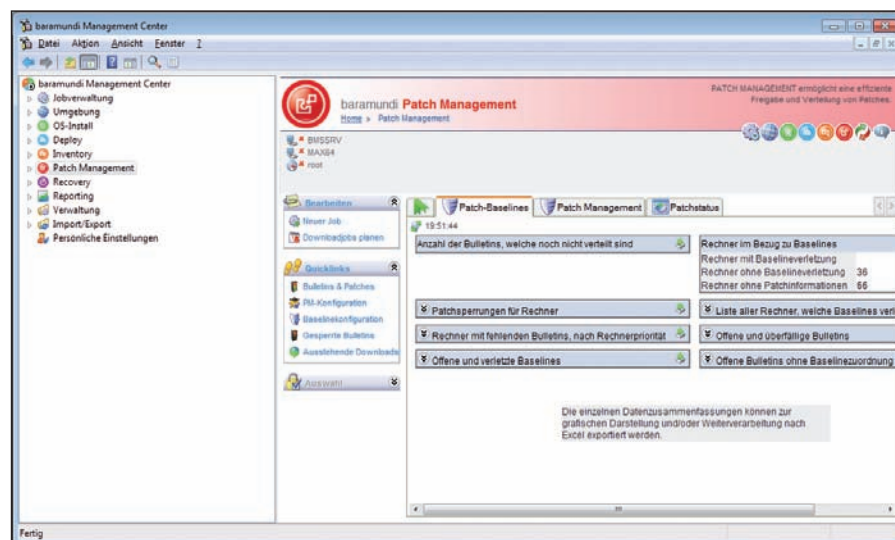 baramundi Management Center
Datei Aktion Ansicht Fenster ?
baramundi Management Center
Jobverwaltung
Umgebung
OS-Install
Deploy
Inventory
Patch Management
Recovery
Reporting
Verwaltung
Import/Export
Persönliche Einstellungen
baramundi Patch Management
Home » Patch Management
PATCH MANAGEMENT ermöglicht eine effiziente
Freigabe und Verteilung von Patches.
BMSSRV
MAX64
root
Bearbeiten
Neuer Job
Downloadjobs planen
Quicklinks
Bulletins & Patches
PM-Konfiguration
Baselinekonfiguration
Gesperrte Bulletins
Ausstehende Downloads
Auswahl
Patch-Baselines Patch Management Patchstatus
19:51:44
Anzahl der Bulletins, welche noch nicht verteilt sind
Rechner im Bezug zu Baselines
Rechner mit Baselineverletzung
Rechner ohne Baselineverletzung 36
Rechner ohne Patchinformationen 66
Patchsperrungen für Rechner
Liste aller Rechner, welche Baselines verl
Rechner mit fehlenden Bulletins, nach Rechnerpriorität
Offene und überfällige Bulletins
Offene und verletzte Baselines
Offene Bulletins ohne Baselinezuordnung
Die einzelnen Datenzusammenfassungen können zur
grafischen Darstellung und/oder Weiterverarbeitung nach
Excel exportiert werden.
Fertig